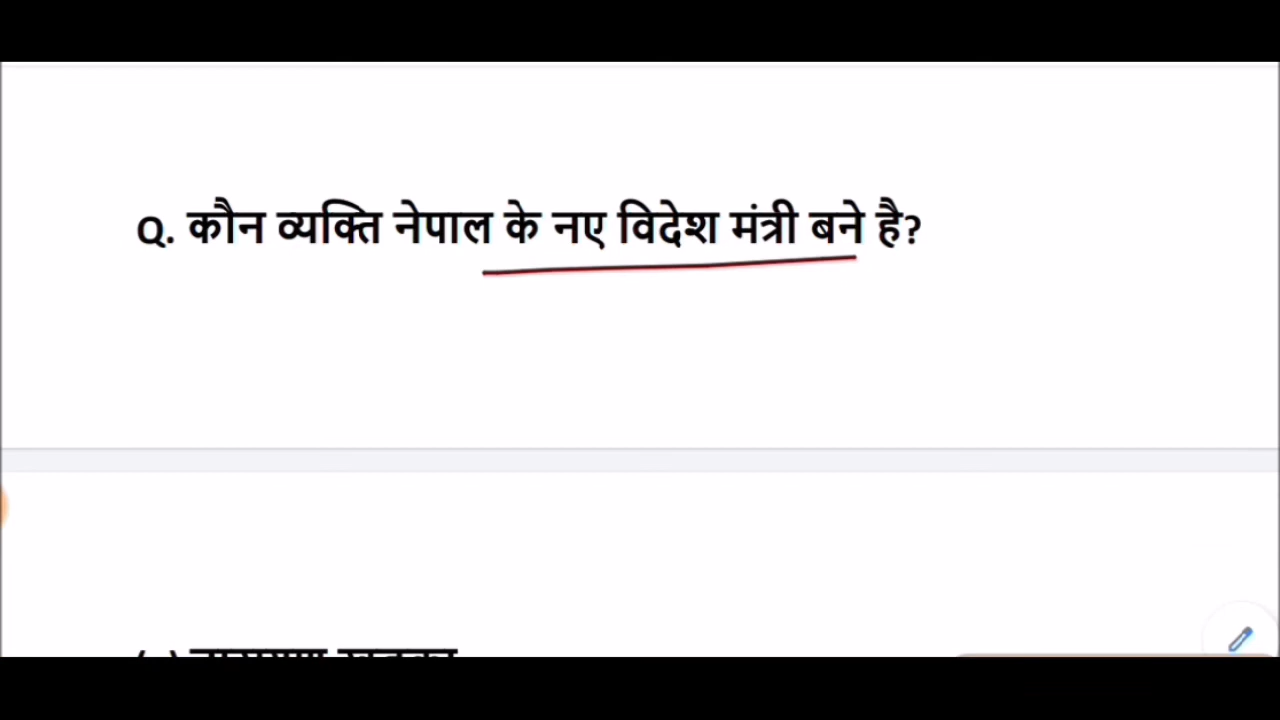 Q. कौन व्यक्ति नेपाल के नए विदेश मंत्री बने है?